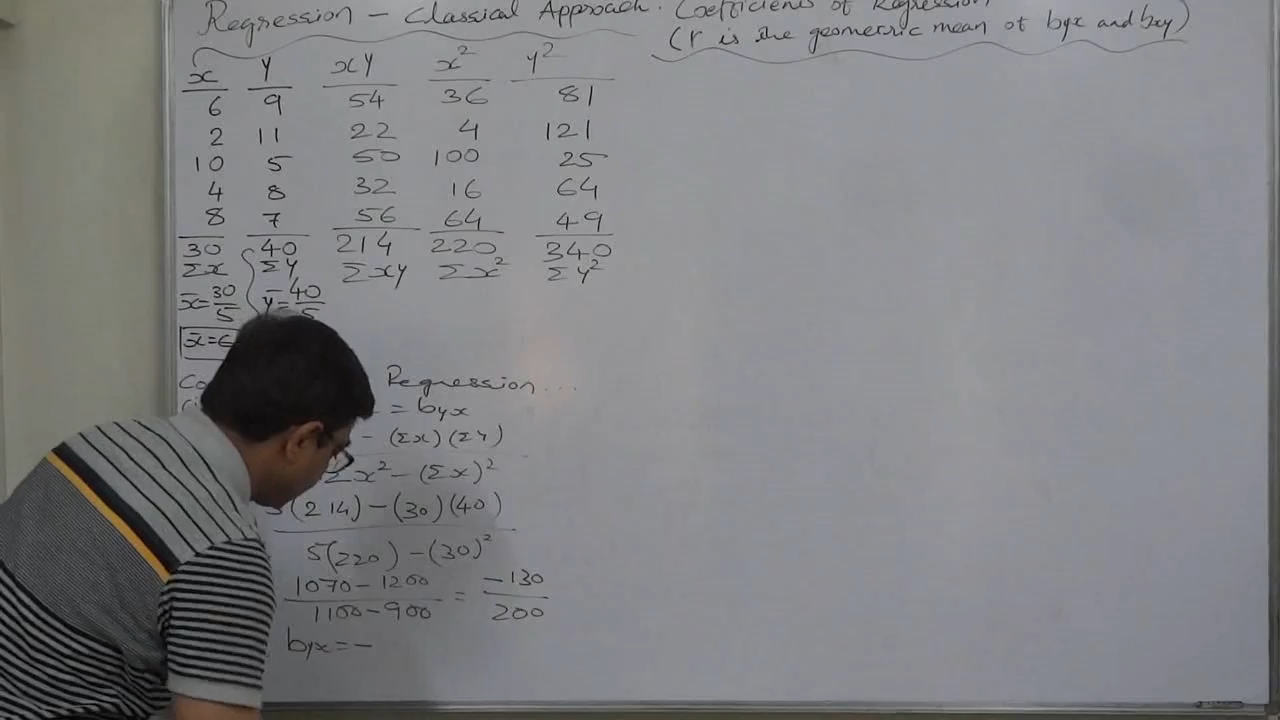 Regression – Classical Approach. Coefficients of Regression
(r is the geometric mean of byx and bxy)
x y xy x² y²
6 9 54 36 81
2 11 22 4 121
10 5 50 100 25
4 8 32 16 64
8 7 56 64 49
30 40 214 220 340
Σx Σy Σxy Σx² Σy²
x̄=30/5 ȳ=40/5
x̄=6
Regression ...
= byx
– (Σx)(Σy)
Σx² – (Σx)²
5(214) – (30)(40)
5(220) – (30)²
1070–1200 = –130
1100–900 200
byx = –